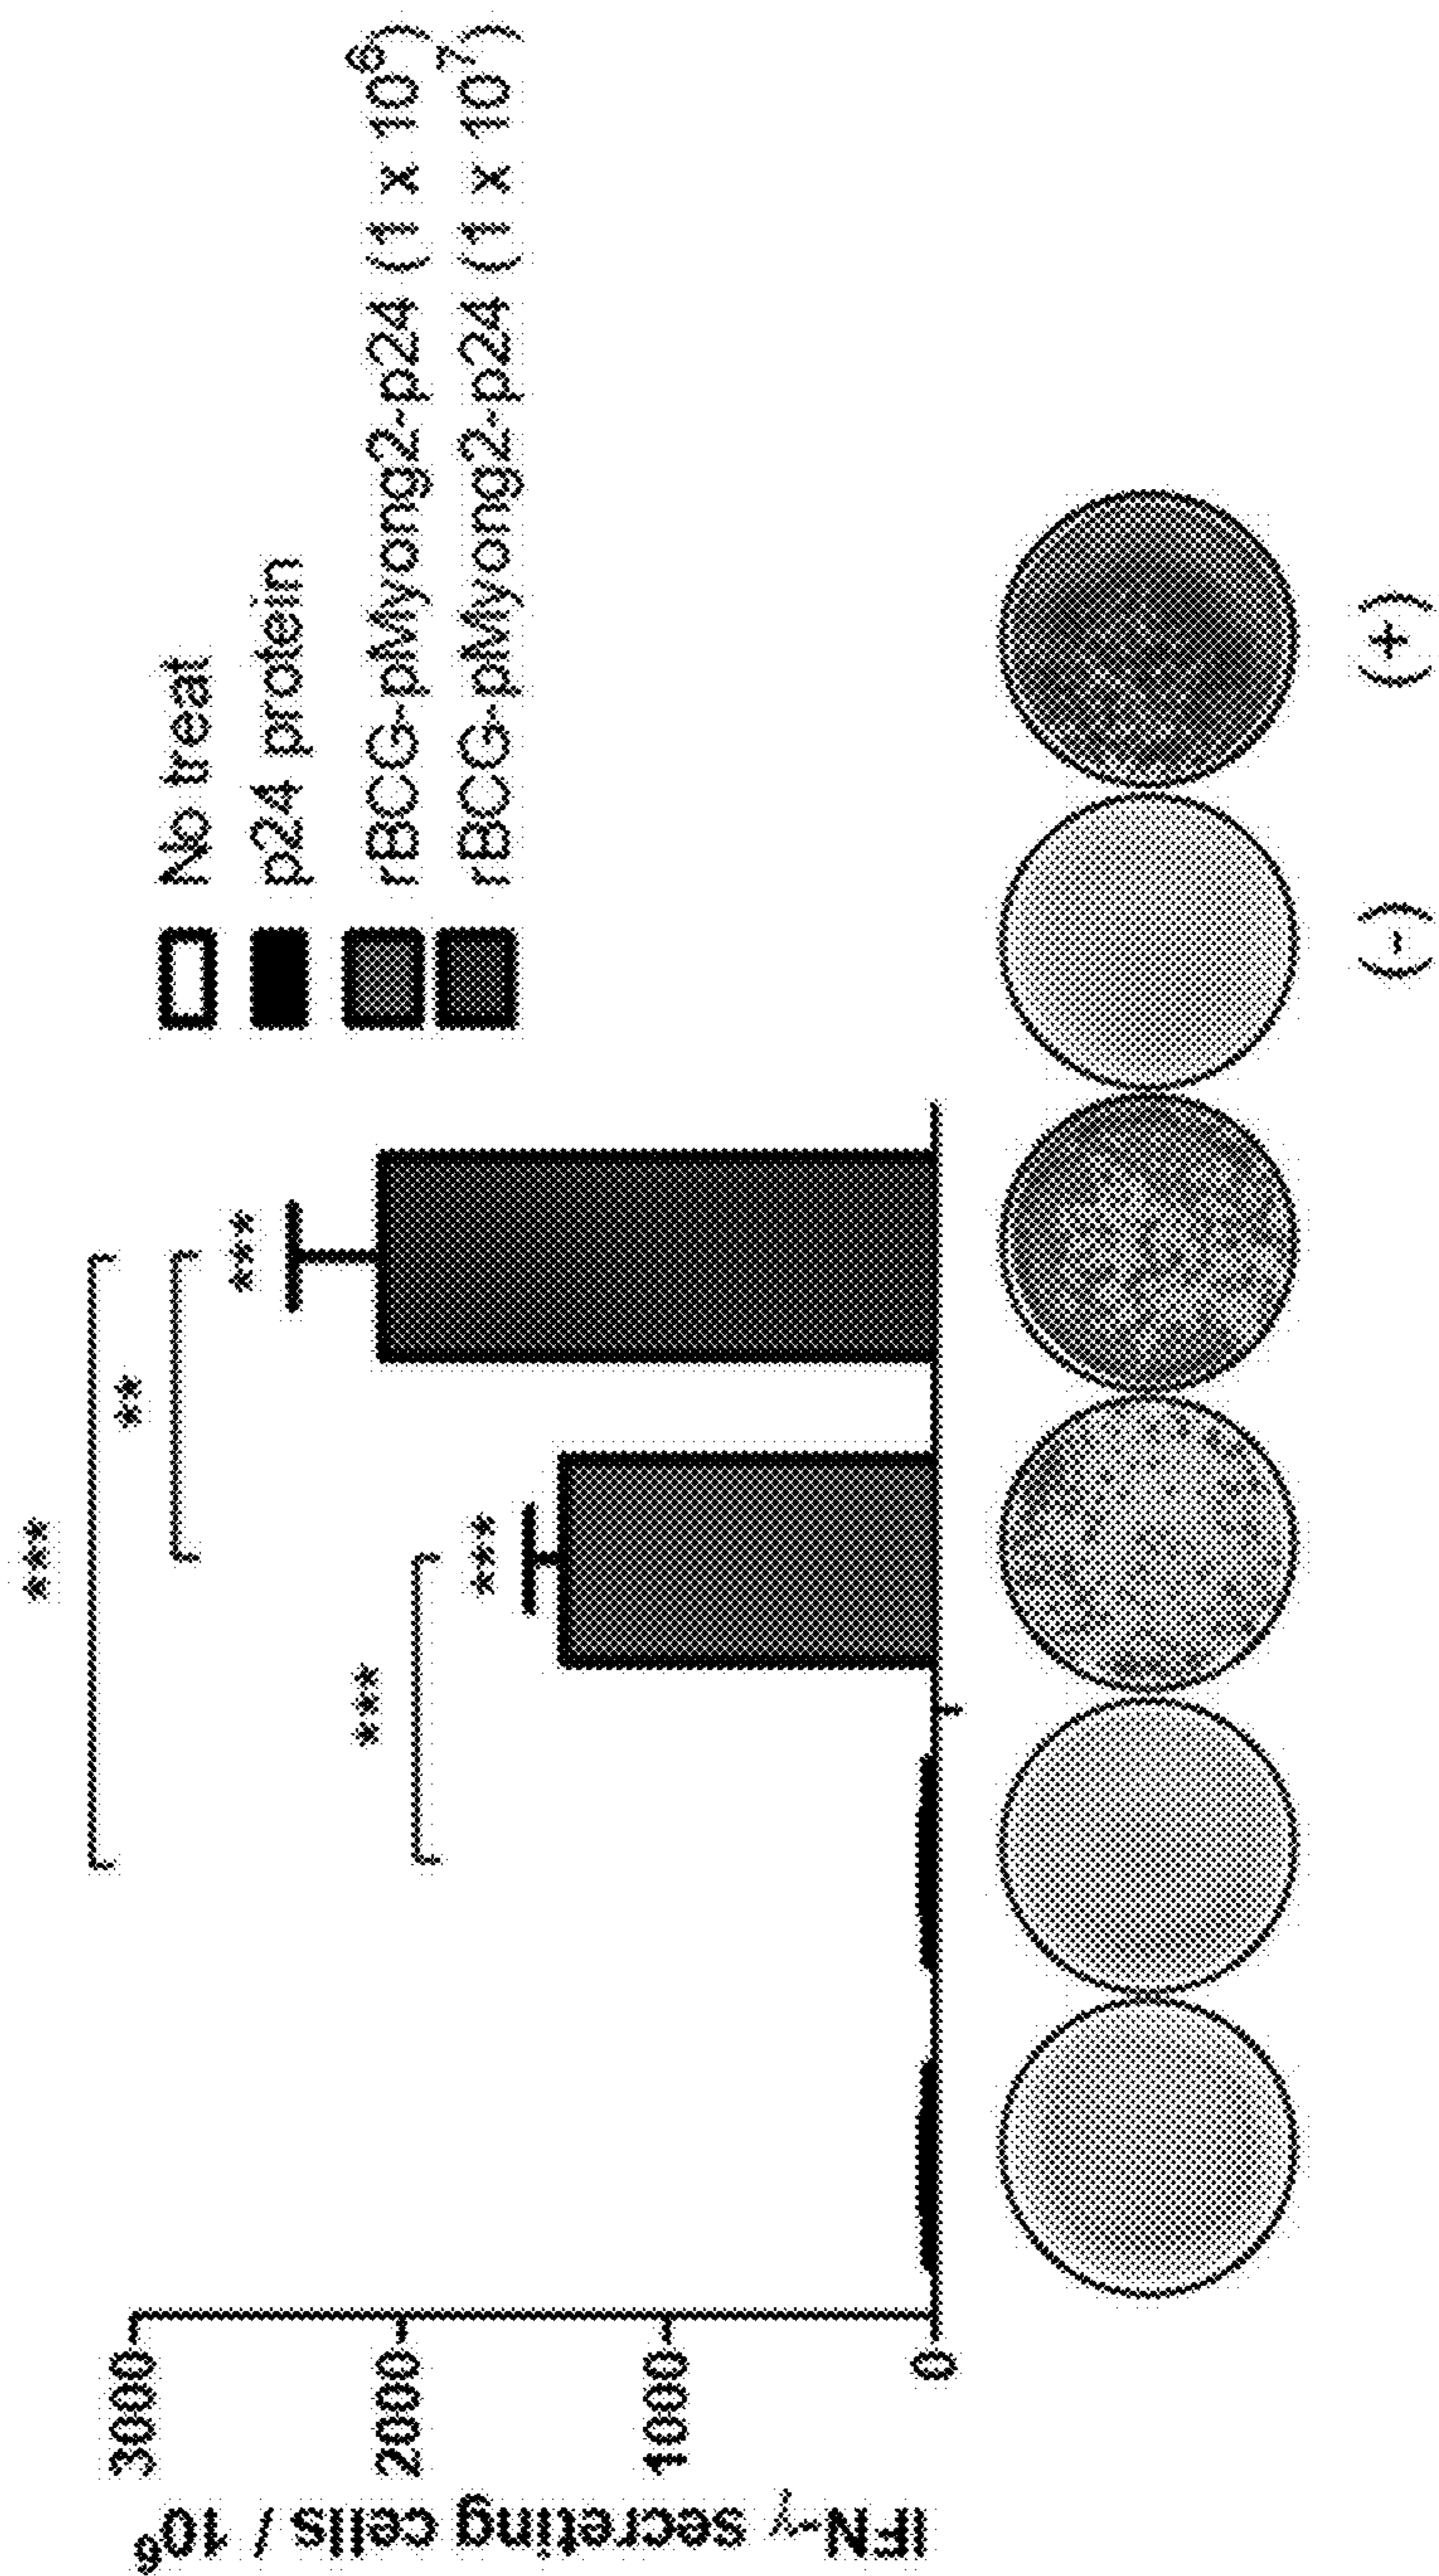 IFN-γ secreting cells / 10⁶
3000
2000
1000
0
***
**
***
***
***
No treat
p24 protein
rBCG-pMyong2-p24 (1 x 10⁶)
rBCG-pMyong2-p24 (1 x 10⁷)
(-)
(+)